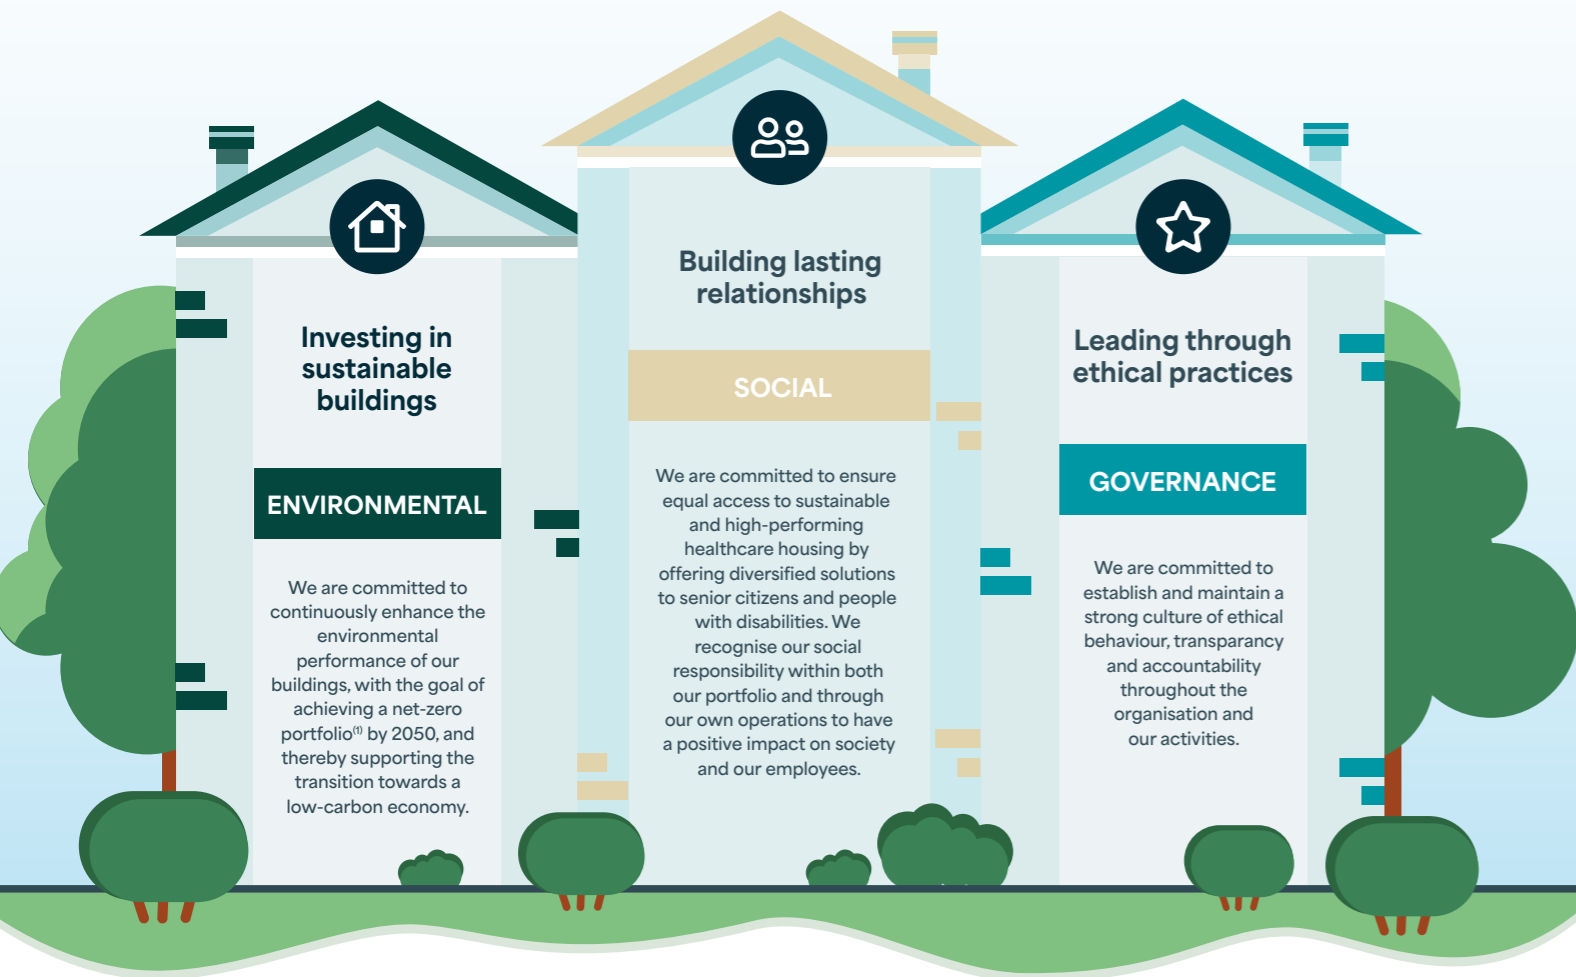 Investing in
sustainable
buildings
ENVIRONMENTAL
We are committed to
continuously enhance the
environmental
performance of our
buildings, with the goal of
achieving a net-zero
portfolio⁽¹⁾ by 2050, and
thereby supporting the
transition towards a
low-carbon economy.
Building lasting
relationships
SOCIAL
We are committed to ensure
equal access to sustainable
and high-performing
healthcare housing by
offering diversified solutions
to senior citizens and people
with disabilities. We
recognise our social
responsibility within both
our portfolio and through
our own operations to have
a positive impact on society
and our employees.
Leading through
ethical practices
GOVERNANCE
We are committed to
establish and maintain a
strong culture of ethical
behaviour, transparancy
and accountability
throughout the
organisation and
our activities.